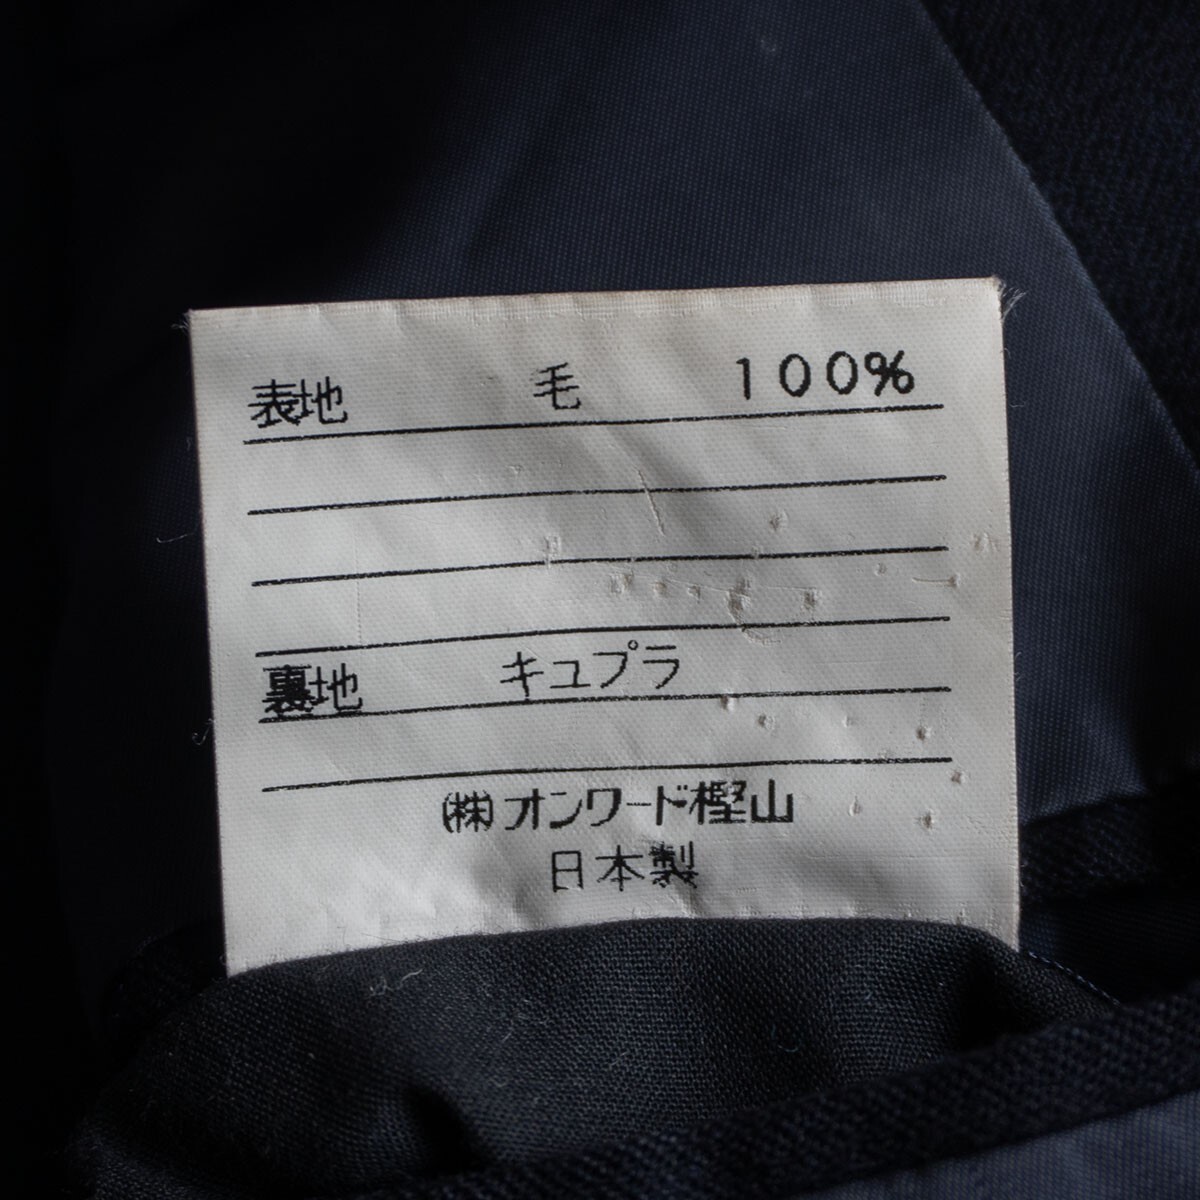 表地 毛 100%
裏地 キュプラ
㈱オンワード樫山
日本製